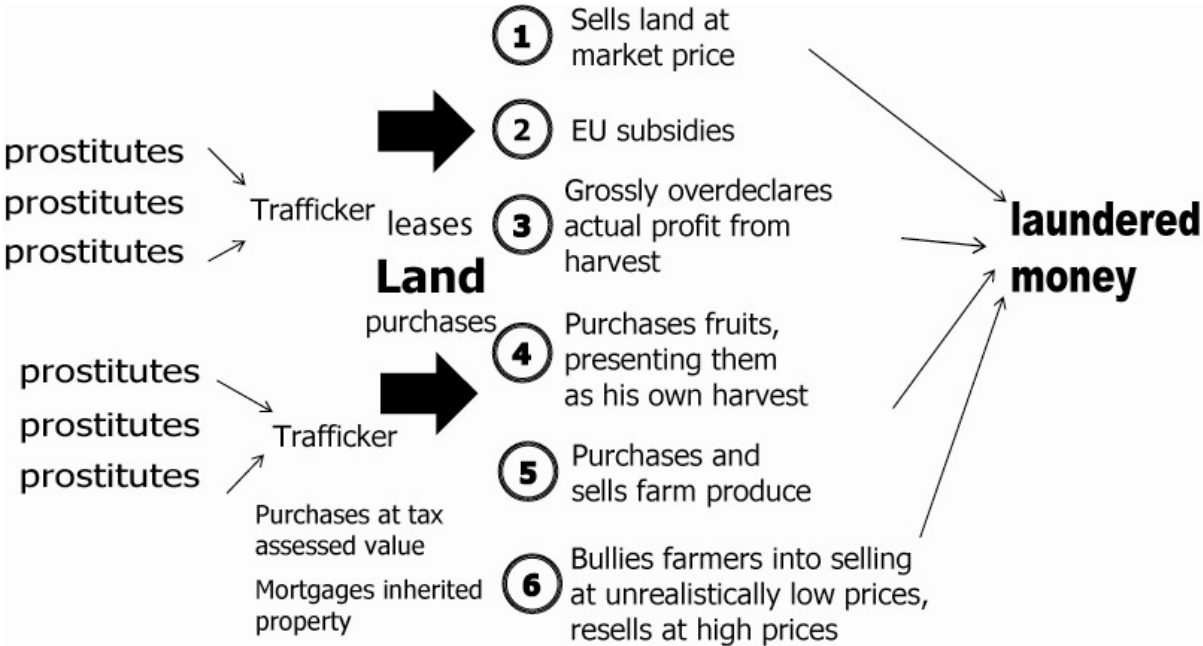 prostitutes
prostitutes
prostitutes
Trafficker
prostitutes
prostitutes
prostitutes
Trafficker
Purchases at tax
assessed value
Mortgages inherited
property
leases
Land
purchases
1
Sells land at
market price
2
EU subsidies
3
Grossly overdeclares
actual profit from
harvest
4
Purchases fruits,
presenting them
as his own harvest
5
Purchases and
sells farm produce
6
Bullies farmers into selling
at unrealistically low prices,
resells at high prices
laundered
money